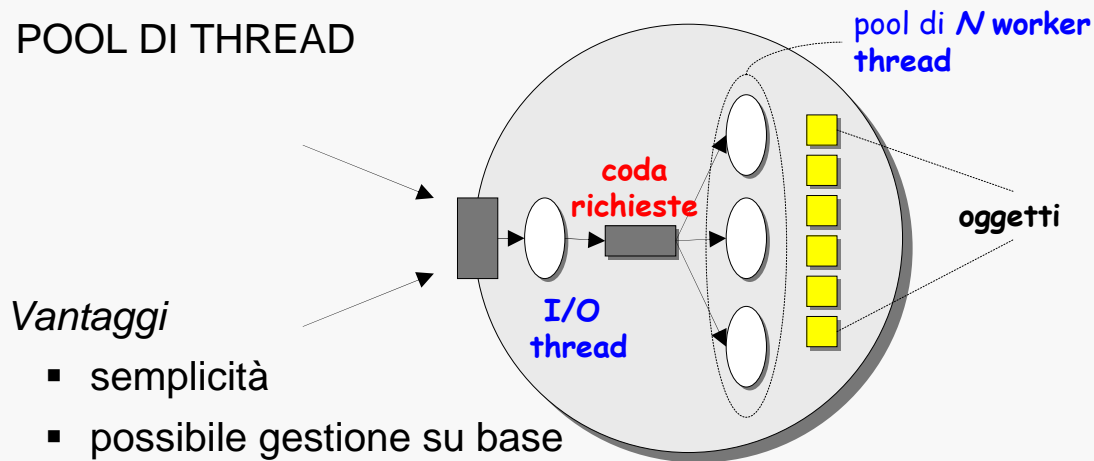 POOL DI THREAD
pool di N worker
thread
coda
richieste
oggetti
I/O
thread
Vantaggi
▪ semplicità
▪ possibile gestione su base